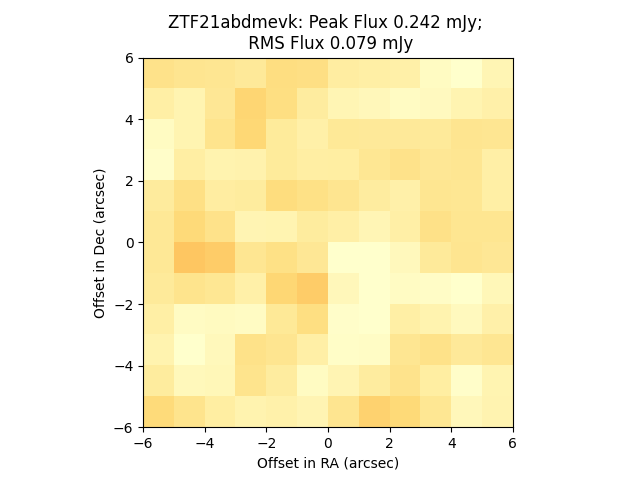 ZTF21abdmevk: Peak Flux 0.242 mJy;
RMS Flux 0.079 mJy
6
4
2
0
−2
−4
−6
Offset in Dec (arcsec)
−6 −4 −2 0 2 4 6
Offset in RA (arcsec)